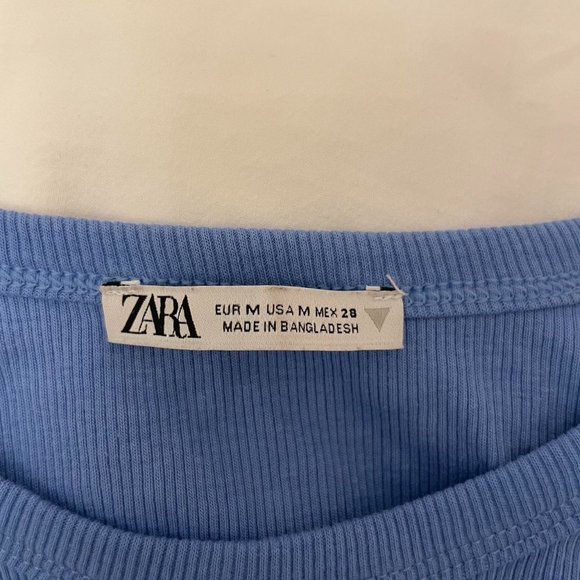 ZARA
EUR M USA M MEX 28
MADE IN BANGLADESH